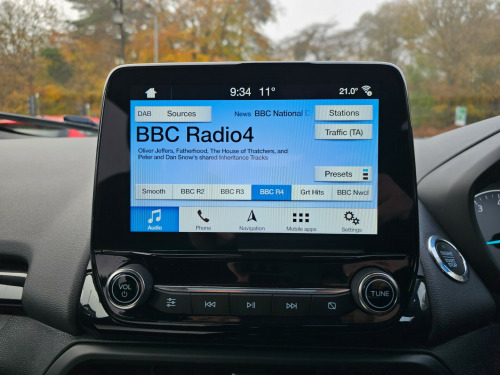 9:34 11° 21.0°
DAB Sources News BBC National Stations
BBC Radio4
Traffic (TA)
Oliver Jeffers, Fatherhood, The House of Thatchers, and
Peter and Dan Snow's shared Inheritance Tracks
Presets
Smooth BBC R2 BBC R3 BBC R4 Grt Hits BBC Nwcl
Audio Phone Navigation Mobile apps Settings
VOL TUNE